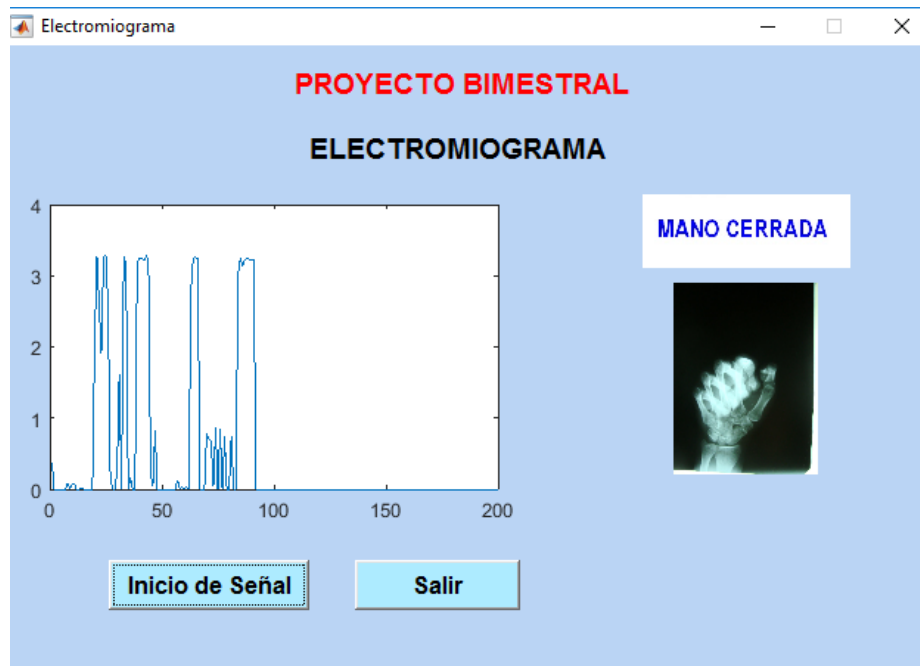 Electromiograma
PROYECTO BIMESTRAL
ELECTROMIOGRAMA
MANO CERRADA
4
3
2
1
0
0 50 100 150 200
Inicio de Señal Salir